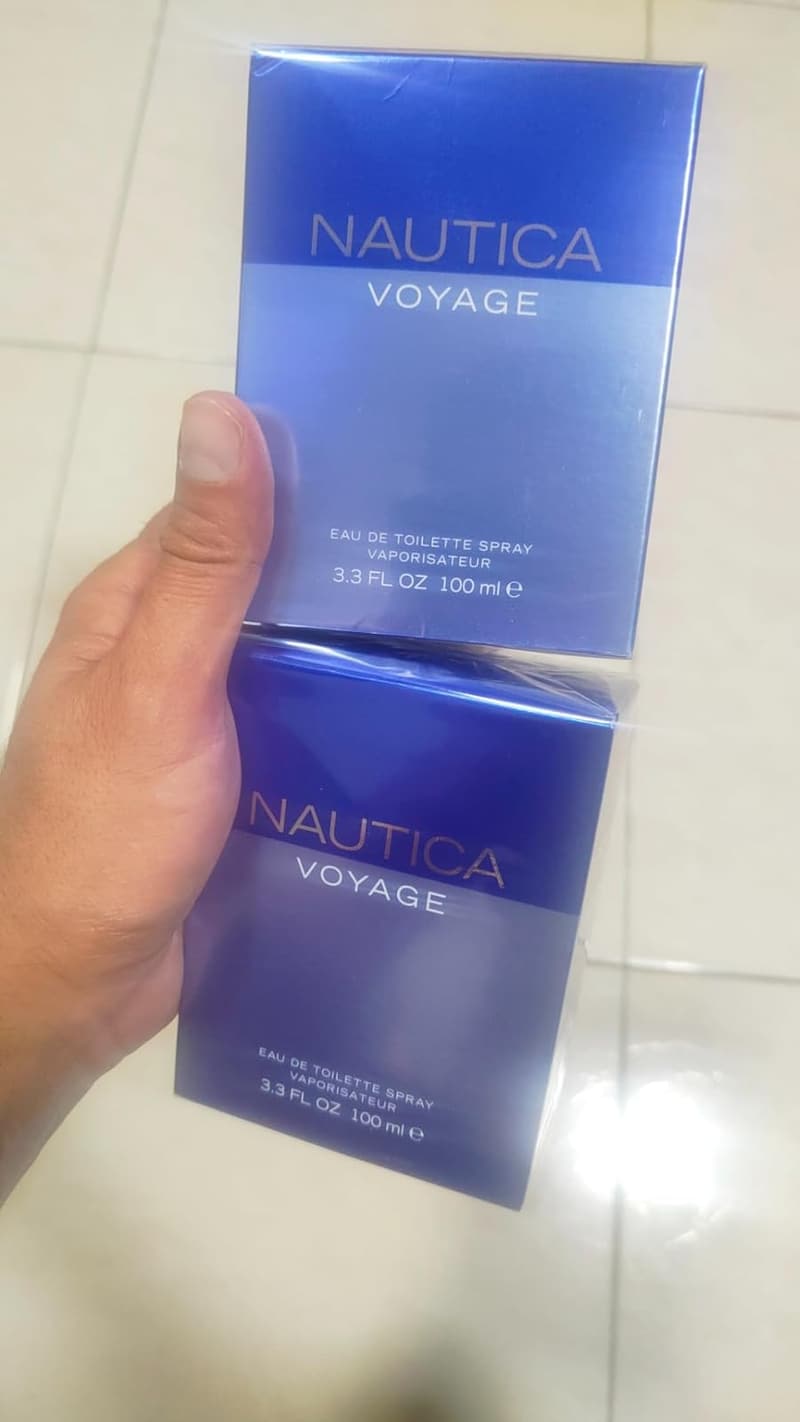 NAUTICA
VOYAGE
EAU DE TOILETTE SPRAY
VAPORISATEUR
3.3 FL OZ 100 ml ℮
NAUTICA
VOYAGE
EAU DE TOILETTE SPRAY
VAPORISATEUR
3.3 FL OZ 100 ml ℮